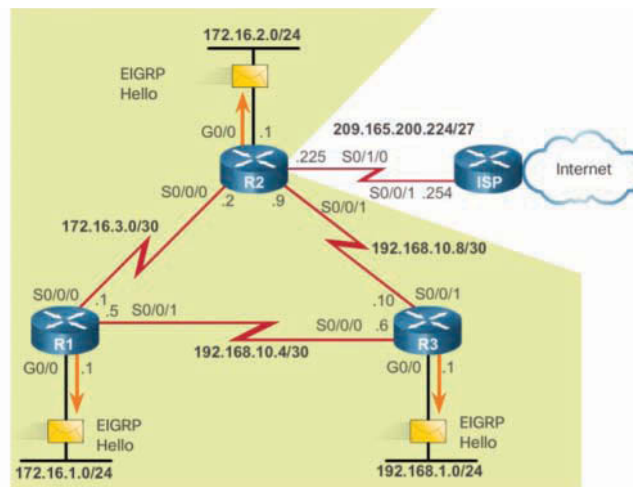 172.16.2.0/24
EIGRP
Hello
G0/0
.1
209.165.200.224/27
.225
S0/1/0
Internet
R2
S0/0/1
.254
ISP
S0/0/0
.2
.9
S0/0/1
172.16.3.0/30
192.168.10.8/30
S0/0/0
.1
.10
S0/0/1
.5
S0/0/1
S0/0/0
.6
R1
R3
192.168.10.4/30
G0/0
.1
G0/0
.1
EIGRP
Hello
EIGRP
Hello
172.16.1.0/24
192.168.1.0/24